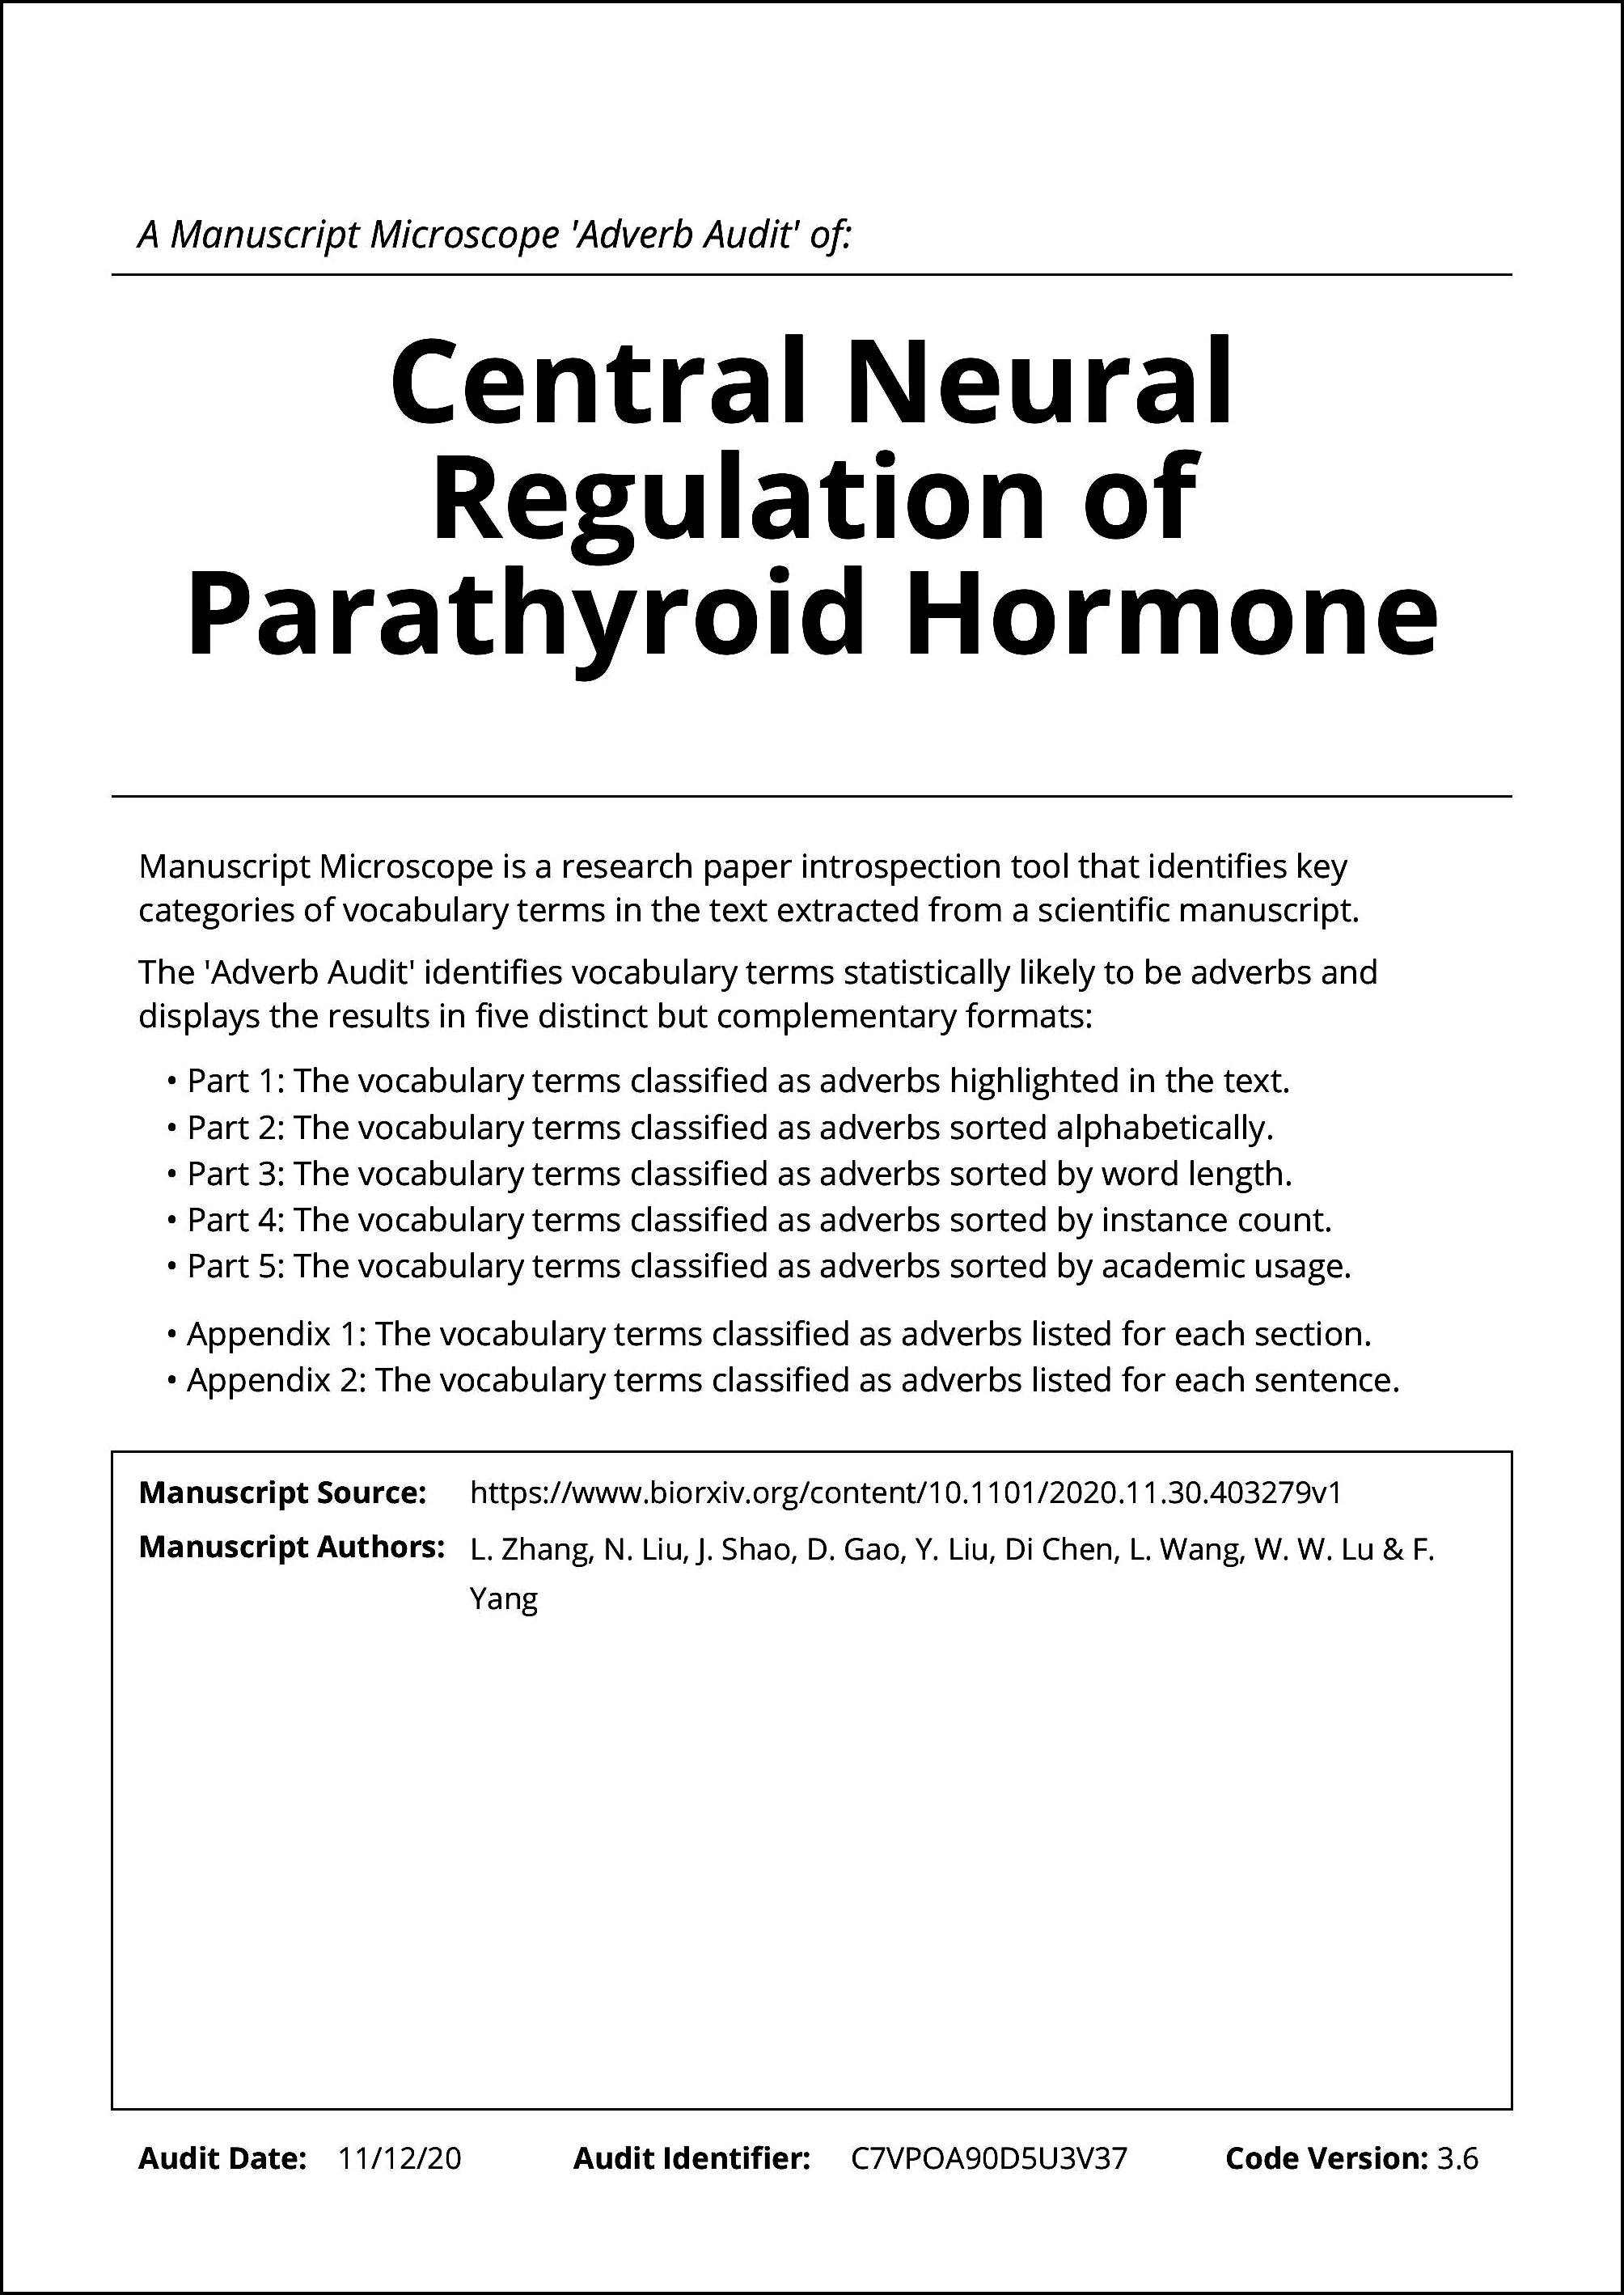 A Manuscript Microscope 'Adverb Audit' of:
Central Neural
Regulation of
Parathyroid Hormone
Manuscript Microscope is a research paper introspection tool that identifies key
categories of vocabulary terms in the text extracted from a scientific manuscript.
The 'Adverb Audit' identifies vocabulary terms statistically likely to be adverbs and
displays the results in five distinct but complementary formats:
• Part 1: The vocabulary terms classified as adverbs highlighted in the text.
• Part 2: The vocabulary terms classified as adverbs sorted alphabetically.
• Part 3: The vocabulary terms classified as adverbs sorted by word length.
• Part 4: The vocabulary terms classified as adverbs sorted by instance count.
• Part 5: The vocabulary terms classified as adverbs sorted by academic usage.
• Appendix 1: The vocabulary terms classified as adverbs listed for each section.
• Appendix 2: The vocabulary terms classified as adverbs listed for each sentence.
Manuscript Source: https://www.biorxiv.org/content/10.1101/2020.11.30.403279v1
Manuscript Authors: L. Zhang, N. Liu, J. Shao, D. Gao, Y. Liu, Di Chen, L. Wang, W. W. Lu & F.
Yang
Audit Date: 11/12/20 Audit Identifier: C7VPOA90D5U3V37 Code Version: 3.6